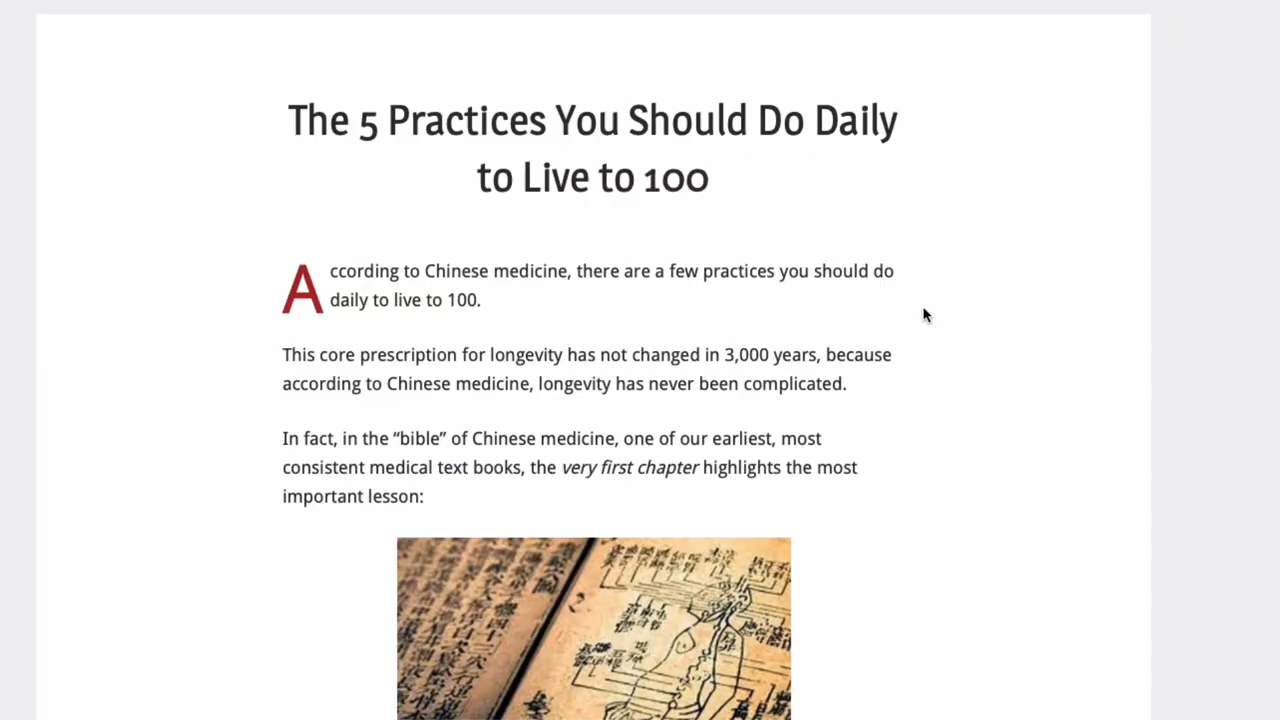 The 5 Practices You Should Do Daily
to Live to 100
According to Chinese medicine, there are a few practices you should do
daily to live to 100.
This core prescription for longevity has not changed in 3,000 years, because
according to Chinese medicine, longevity has never been complicated.
In fact, in the “bible” of Chinese medicine, one of our earliest, most
consistent medical text books, the very first chapter highlights the most
important lesson: